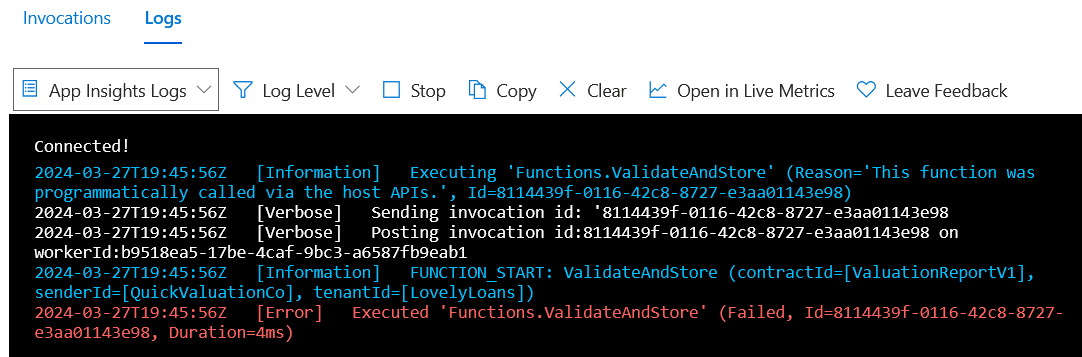 Invocations Logs
App Insights Logs Log Level Stop Copy Clear Open in Live Metrics Leave Feedback
Connected!
2024-03-27T19:45:56Z [Information] Executing 'Functions.ValidateAndStore' (Reason='This function was
programmatically called via the host APIs.', Id=8114439f-0116-42c8-8727-e3aa01143e98)
2024-03-27T19:45:56Z [Verbose] Sending invocation id: '8114439f-0116-42c8-8727-e3aa01143e98
2024-03-27T19:45:56Z [Verbose] Posting invocation id:8114439f-0116-42c8-8727-e3aa01143e98 on
workerId:b9518ea5-17be-4caf-9bc3-a6587fb9eab1
2024-03-27T19:45:56Z [Information] FUNCTION_START: ValidateAndStore (contractId=[ValuationReportV1],
senderId=[QuickValuationCo], tenantId=[LovelyLoans])
2024-03-27T19:45:56Z [Error] Executed 'Functions.ValidateAndStore' (Failed, Id=8114439f-0116-42c8-8727-
e3aa01143e98, Duration=4ms)